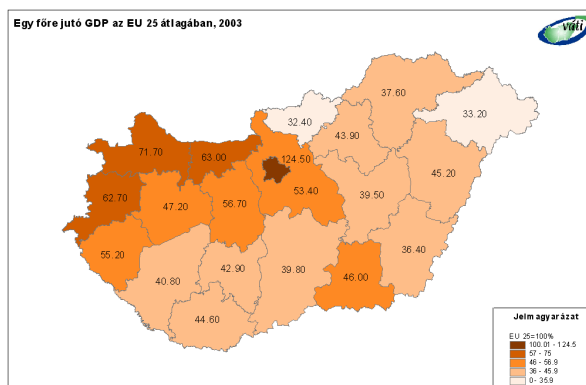 Egy főre jutó GDP az EU 25 átlagában, 2003
váti
37.60
32.40
33.20
43.90
71.70
63.00
124.50
45.20
62.70
47.20
56.70
53.40
39.50
55.20
36.40
40.80
42.90
39.80
46.00
44.60
Jelmagyarázat
EU 25=100%
100.01 - 124.5
57 - 75
46 - 56.9
36 - 45.9
0 - 35.9